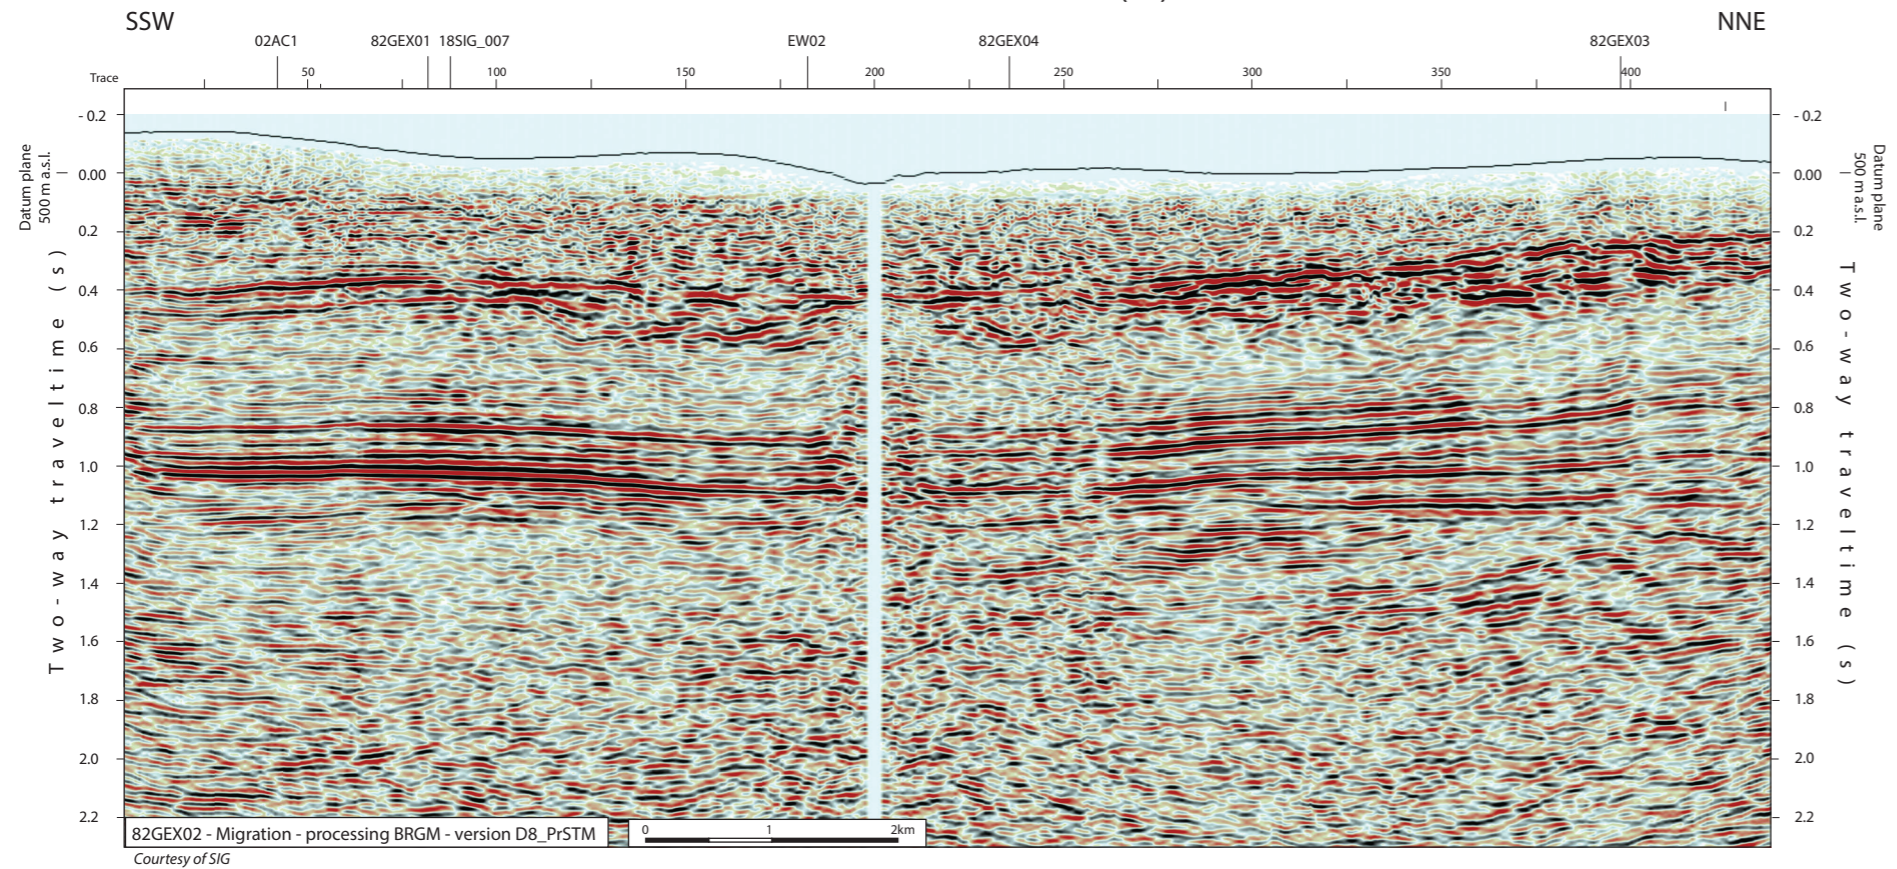 SSW
NNE
02AC1 82GEX01 18SIG_007 EW02 82GEX04 82GEX03
Trace 50 100 150 200 250 300 350 400
- 0.2 - 0.2
0.00 0.00
0.2 0.2
0.4 0.4
0.6 0.6
0.8 0.8
1.0 1.0
1.2 1.2
1.4 1.4
1.6 1.6
1.8 1.8
2.0 2.0
2.2 2.2
Datum plane
500 m a.s.l.
Two-way traveltime (s)
Datum plane
500 m a.s.l.
Two-way traveltime (s)
82GEX02 - Migration - processing BRGM - version D8_PrSTM
0 1 2km
Courtesy of SIG